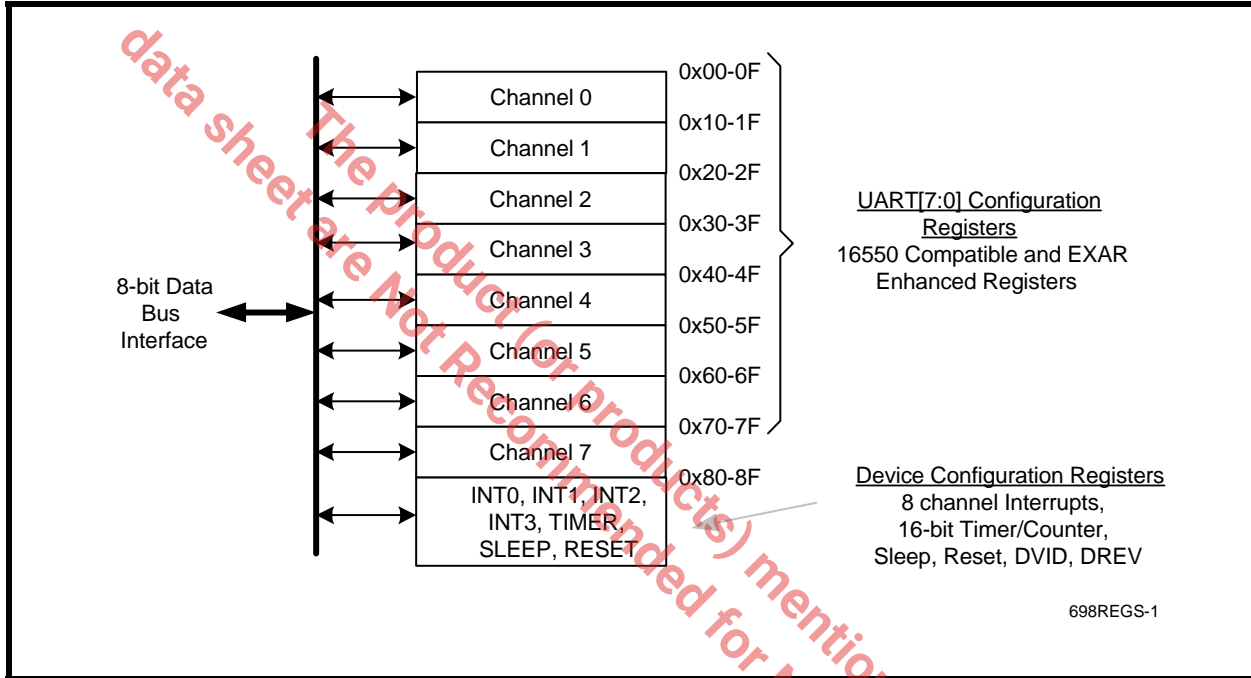 8-bit Data
Bus
Interface
Channel 0
Channel 1
Channel 2
Channel 3
Channel 4
Channel 5
Channel 6
Channel 7
INT0, INT1, INT2,
INT3, TIMER,
SLEEP, RESET
0x00-0F
0x10-1F
0x20-2F
0x30-3F
0x40-4F
0x50-5F
0x60-6F
0x70-7F
0x80-8F
UART[7:0] Configuration
Registers
16550 Compatible and EXAR
Enhanced Registers
Device Configuration Registers
8 channel Interrupts,
16-bit Timer/Counter,
Sleep, Reset, DVID, DREV
698REGS-1
The product (or products) mention
data sheet are Not Recommended for